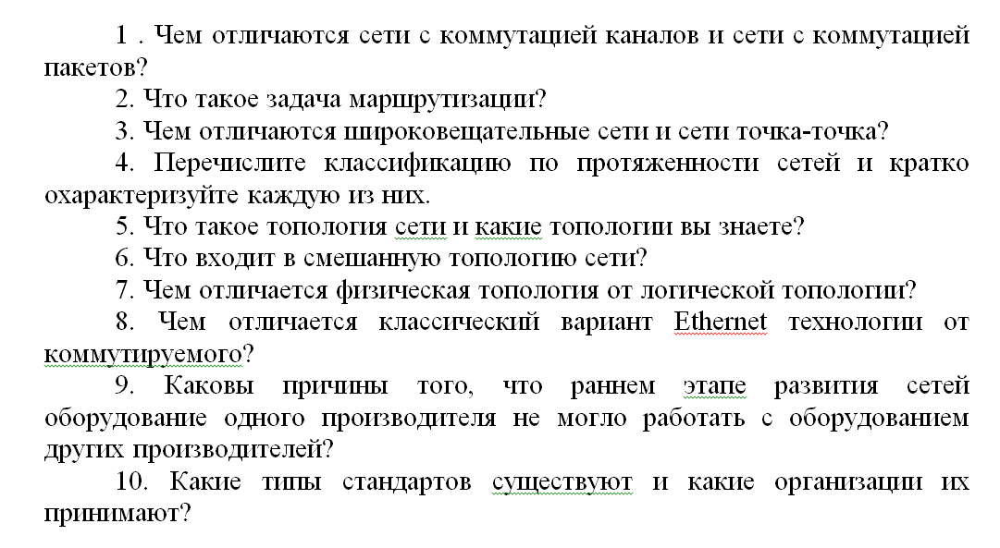 1 . Чем отличаются сети с коммутацией каналов и сети с коммутацией
пакетов?
2. Что такое задача маршрутизации?
3. Чем отличаются широковещательные сети и сети точка-точка?
4. Перечислите классификацию по протяженности сетей и кратко
охарактеризуйте каждую из них.
5. Что такое топология сети и какие топологии вы знаете?
6. Что входит в смешанную топологию сети?
7. Чем отличается физическая топология от логической топологии?
8. Чем отличается классический вариант Ethernet технологии от
коммутируемого?
9. Каковы причины того, что раннем этапе развития сетей
оборудование одного производителя не могло работать с оборудованием
других производителей?
10. Какие типы стандартов существуют и какие организации их
принимают?